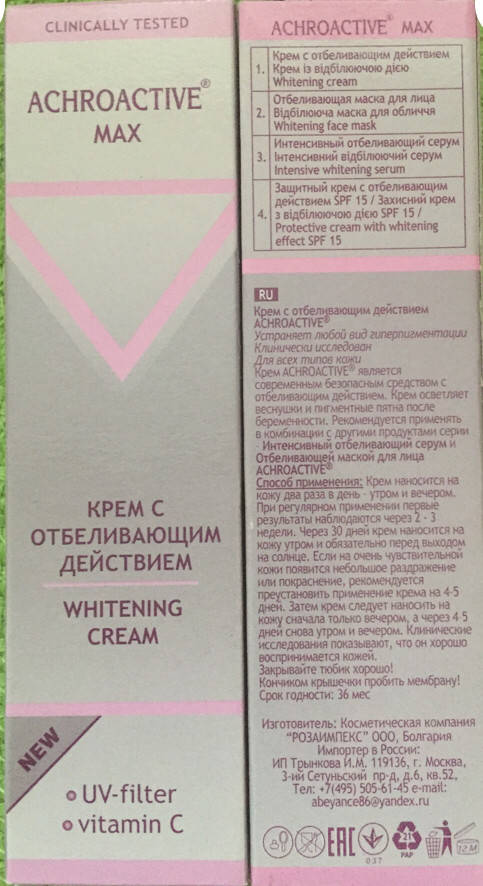 CLINICALLY TESTED
ACHROACTIVE®
MAX
КРЕМ С
ОТБЕЛИВАЮЩИМ
ДЕЙСТВИЕМ
WHITENING
CREAM
NEW
UV-filter
vitamin C
ACHROACTIVE® MAX
1. Крем с отбеливающим действием
Крем із відбілюючою дією
Whitening cream
2. Отбеливающая маска для лица
Відбілююча маска для обличчя
Whitening face mask
3. Интенсивный отбеливающий серум
Інтенсивний відбілюючий серум
Intensive whitening serum
4. Защитный крем с отбеливающим
действием SPF 15 / Захисний крем
з відбілюючою дією SPF 15 /
Protective cream with whitening
effect SPF 15
RU
Крем с отбеливающим действием
ACHROACTIVE®
Устраняет любой вид гиперпигментации
Клинически исследован
Для всех типов кожи
Крем ACHROACTIVE® является
современным безопасным средством с
отбеливающим действием. Крем осветляет
веснушки и пигментные пятна после
беременности. Рекомендуется применять
в комбинации с другими продуктами серии
- Интенсивный отбеливающий серум и
Отбеливающей маской для лица
ACHROACTIVE®
Способ применения: Крем наносится на
кожу два раза в день - утром и вечером.
При регулярном применении первые
результаты наблюдаются через 2 - 3
недели. Через 30 дней крем наносится на
кожу утром и обязательно перед выходом
на солнце. Если на очень чувствительной
кожи появится небольшое раздражение
или покраснение, рекомендуется
преустановить применение крема на 4-5
дней. Затем крем следует наносить на
кожу сначала только вечером, а через 4-5
дней снова утром и вечером. Клинические
исследования показывают, что он хорошо
воспринимается кожей.
Закрывайте тюбик хорошо!
Кончиком крышечки пробить мембрану!
Срок годности: 36 мес
Изготовитель: Косметическая компания
"РОЗАИМПЕКС" ООО, Болгария
Импортер в России:
ИП Трынкова И.М. 119136, г. Москва,
3-ий Сетуньский пр-д, д.6, кв.52,
Тел: +7(495) 505-61-45 e-mail:
abeyance86@yandex.ru
EAC 21 12 M
037 PAP